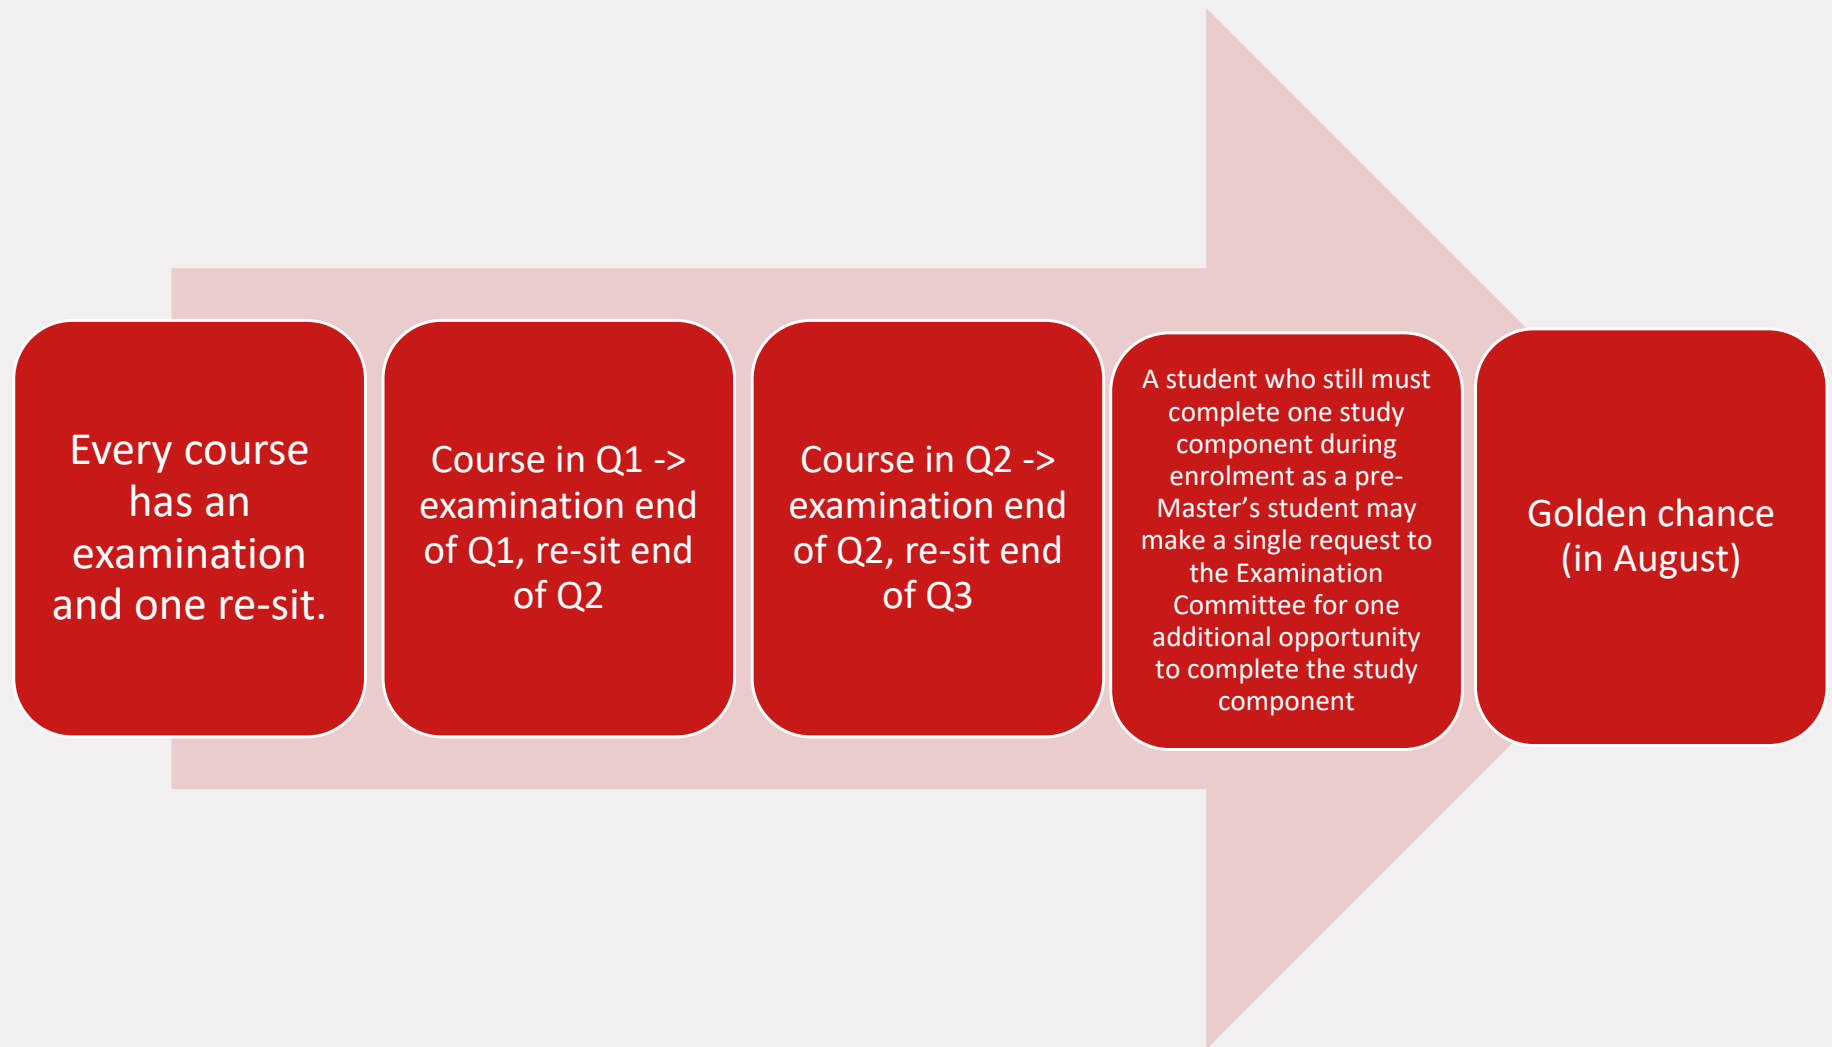 Every course
has an
examination
and one re-sit.
Course in Q1 ->
examination end
of Q1, re-sit end
of Q2
Course in Q2 ->
examination end
of Q2, re-sit end
of Q3
A student who still must
complete one study
component during
enrolment as a pre-
Master’s student may
make a single request to
the Examination
Committee for one
additional opportunity
to complete the study
component
Golden chance
(in August)